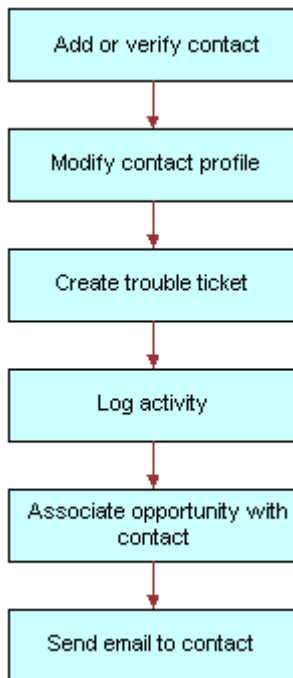 Add or verify contact
Modify contact profile
Create trouble ticket
Log activity
Associate opportunity with
contact
Send email to contact